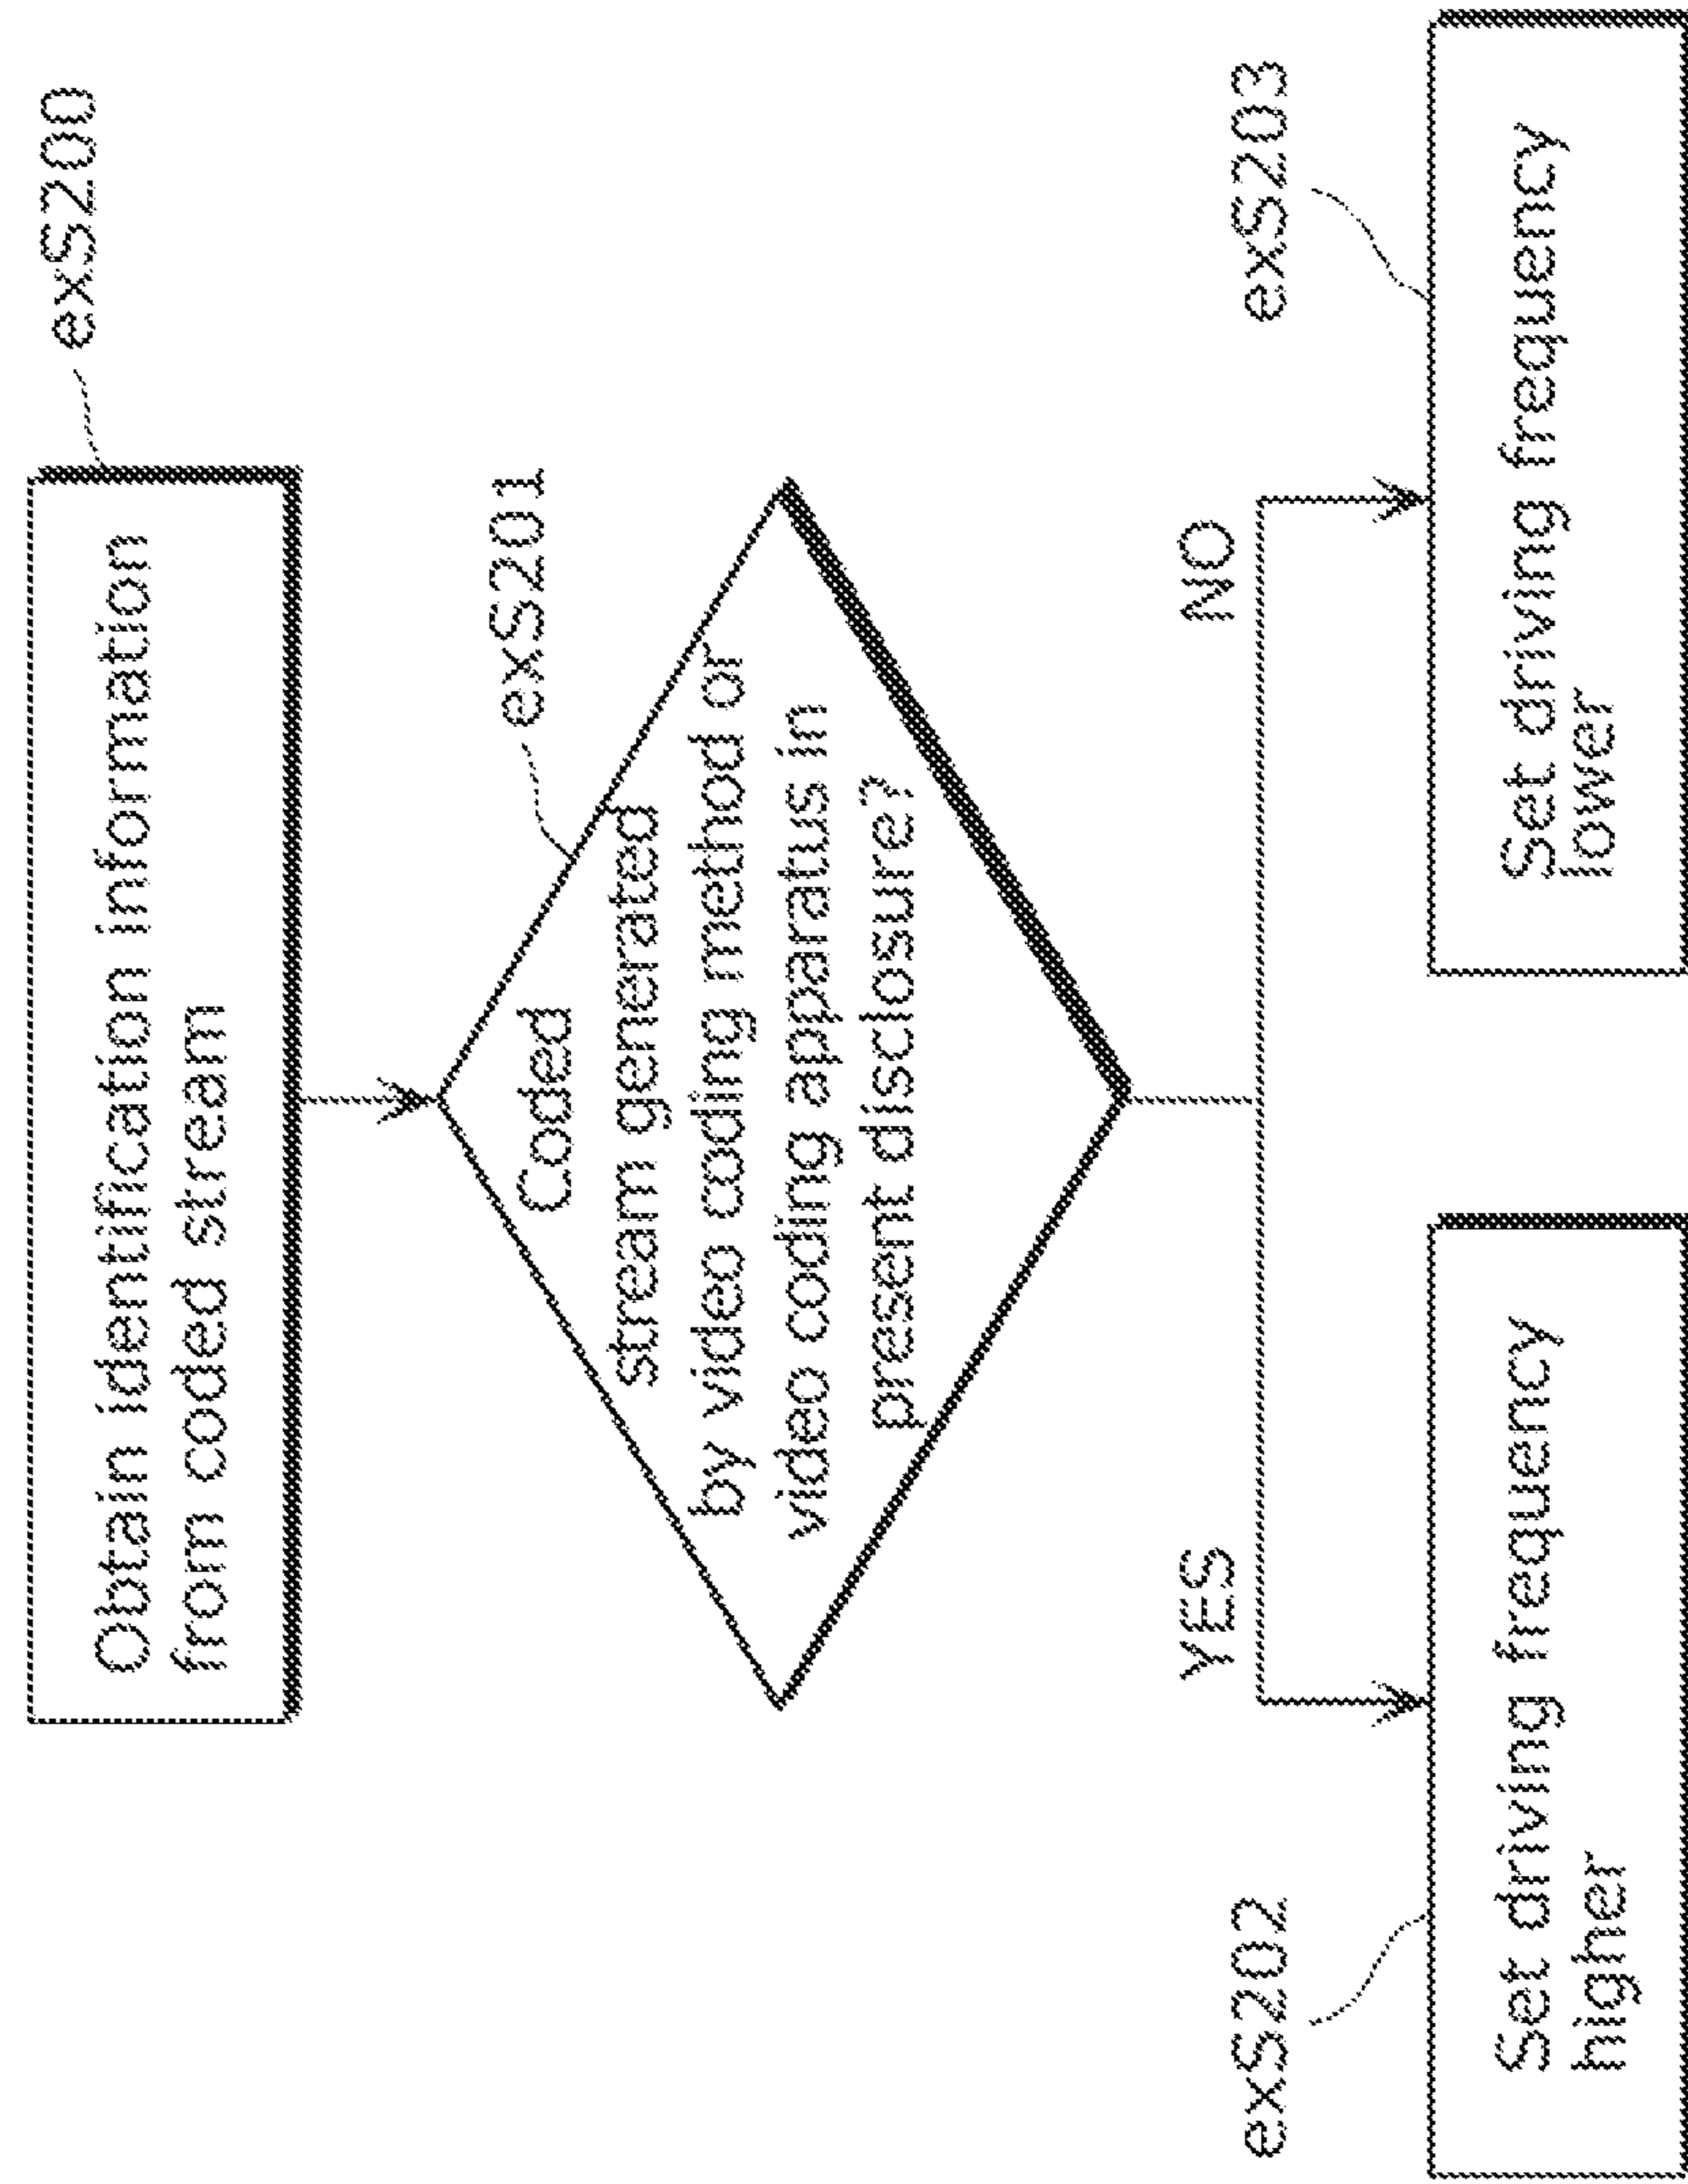 Obtain identification information
from coded stream
exS200
Coded
stream generated
by video coding method or
video coding apparatus in
present disclosure?
exS201
YES
NO
exS202
Set driving frequency
higher
exS203
Set driving frequency
lower